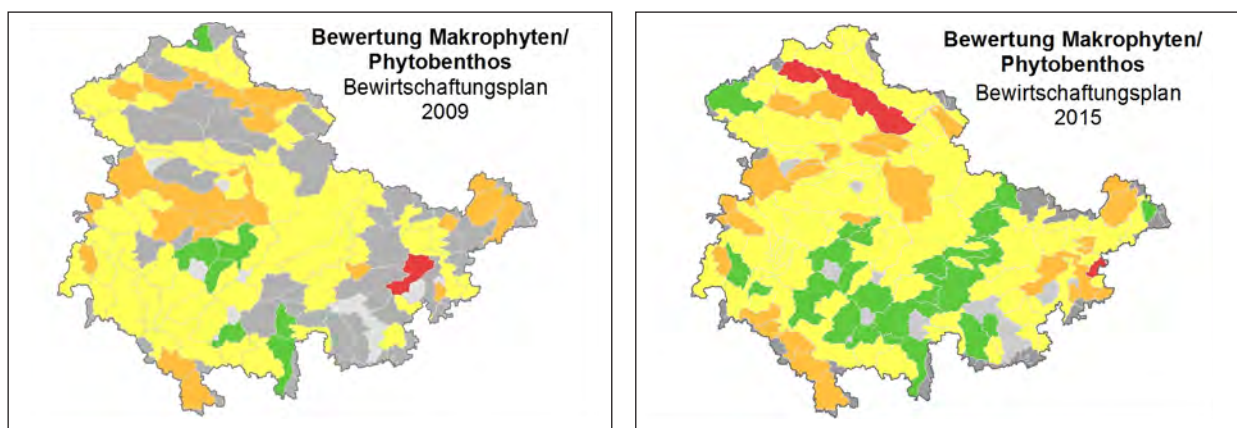 Bewertung Makrophyten/
Phytobenthos
Bewirtschaftungsplan
2009
Bewertung Makrophyten/
Phytobenthos
Bewirtschaftungsplan
2015